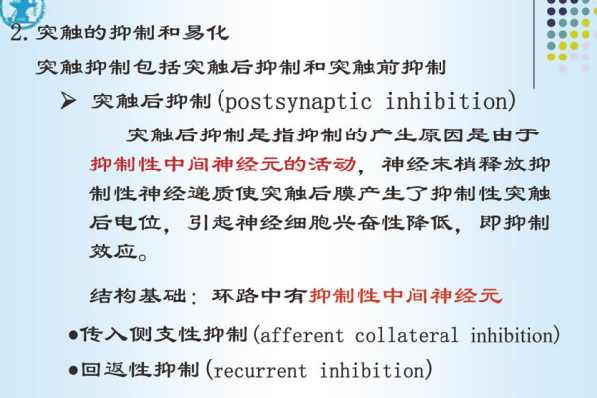 2.突触的抑制和易化
突触抑制包括突触后抑制和突触前抑制
➢ 突触后抑制(postsynaptic inhibition)
突触后抑制是指抑制的产生原因是由于
抑制性中间神经元的活动，神经末梢释放抑
制性神经递质使突触后膜产生了抑制性突触
后电位，引起神经细胞兴奋性降低，即抑制
效应。
结构基础：环路中有抑制性中间神经元
●传入侧支性抑制(afferent collateral inhibition)
●回返性抑制(recurrent inhibition)